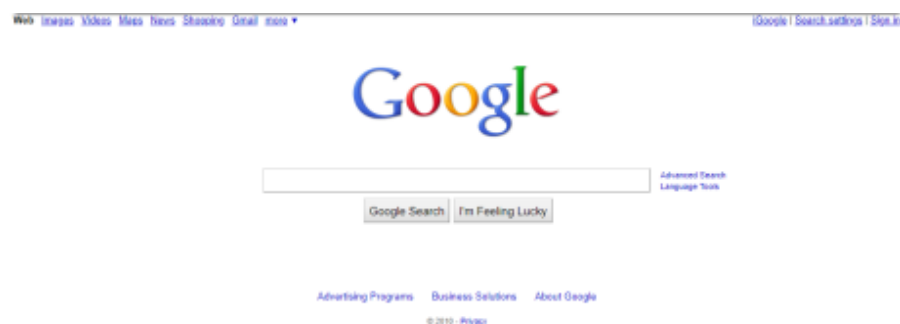 Web Images Videos Maps News Shopping Gmail more ▼
iGoogle | Search settings | Sign in
Google
Advanced Search
Language Tools
Google Search I'm Feeling Lucky
Advertising Programs Business Solutions About Google
© 2010 - Privacy